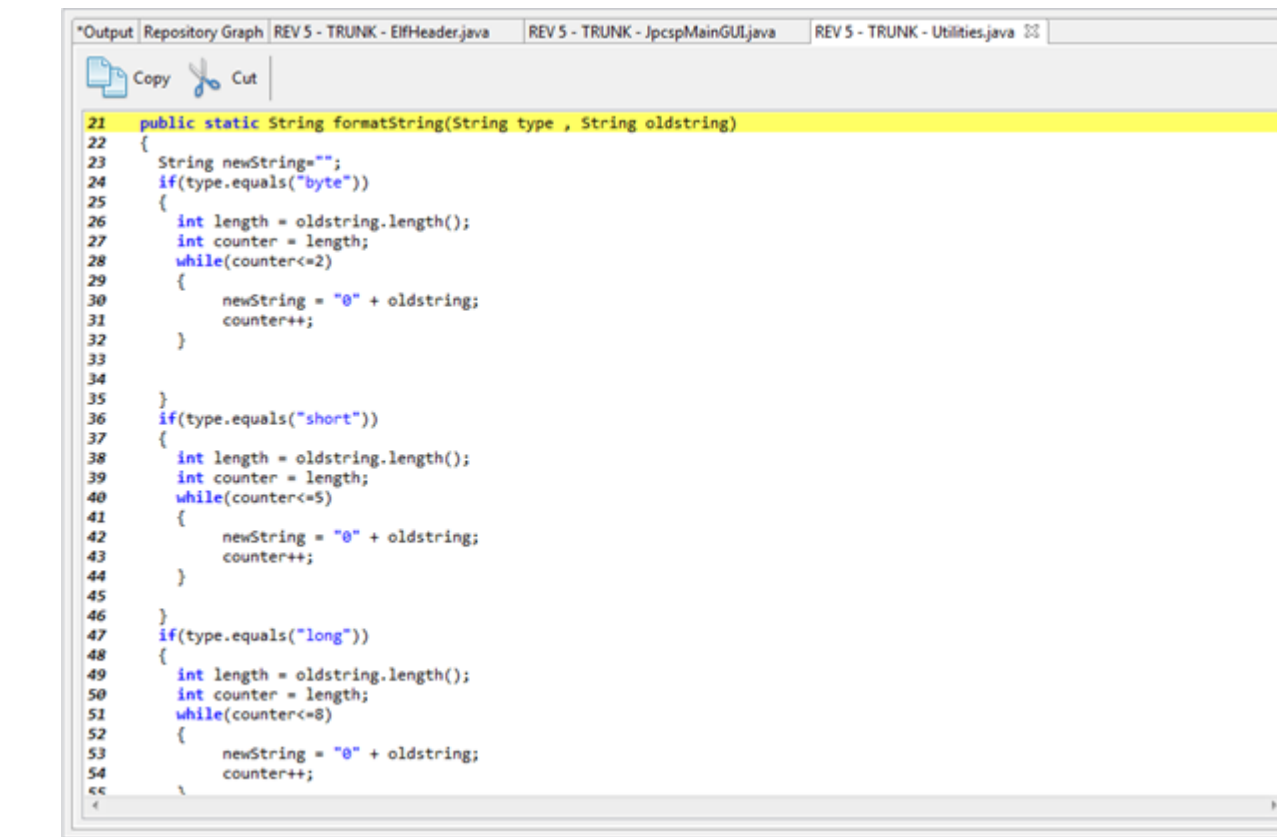 *Output Repository Graph REV 5 - TRUNK - ElfHeader.java REV 5 - TRUNK - JpcspMainGUI.java REV 5 - TRUNK - Utilities.java
Copy Cut
21 public static String formatString(String type , String oldstring)
22 {
23 String newString="";
24 if(type.equals("byte"))
25 {
26 int length = oldstring.length();
27 int counter = length;
28 while(counter<=2)
29 {
30 newString = "0" + oldstring;
31 counter++;
32 }
33
34
35 }
36 if(type.equals("short"))
37 {
38 int length = oldstring.length();
39 int counter = length;
40 while(counter<=5)
41 {
42 newString = "0" + oldstring;
43 counter++;
44 }
45
46 }
47 if(type.equals("long"))
48 {
49 int length = oldstring.length();
50 int counter = length;
51 while(counter<=8)
52 {
53 newString = "0" + oldstring;
54 counter++;
55 }